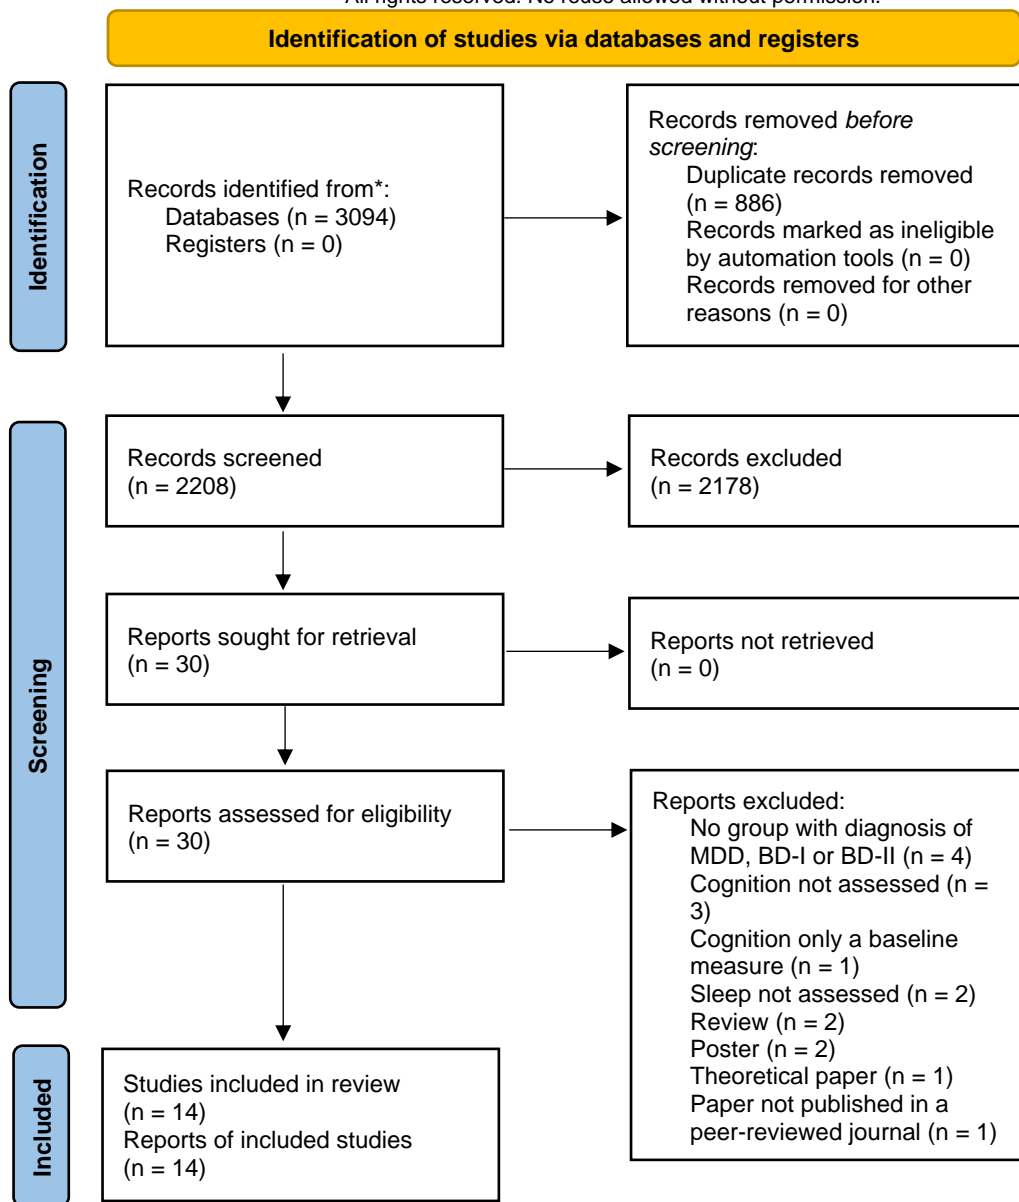 All rights reserved. No reuse allowed without permission.
Identification of studies via databases and registers
Identification
Records identified from*:
Databases (n = 3094)
Registers (n = 0)
Records removed before
screening:
Duplicate records removed
(n = 886)
Records marked as ineligible
by automation tools (n = 0)
Records removed for other
reasons (n = 0)
Screening
Records screened
(n = 2208)
Records excluded
(n = 2178)
Reports sought for retrieval
(n = 30)
Reports not retrieved
(n = 0)
Reports assessed for eligibility
(n = 30)
Reports excluded:
No group with diagnosis of
MDD, BD-I or BD-II (n = 4)
Cognition not assessed (n =
3)
Cognition only a baseline
measure (n = 1)
Sleep not assessed (n = 2)
Review (n = 2)
Poster (n = 2)
Theoretical paper (n = 1)
Paper not published in a
peer-reviewed journal (n = 1)
Included
Studies included in review
(n = 14)
Reports of included studies
(n = 14)